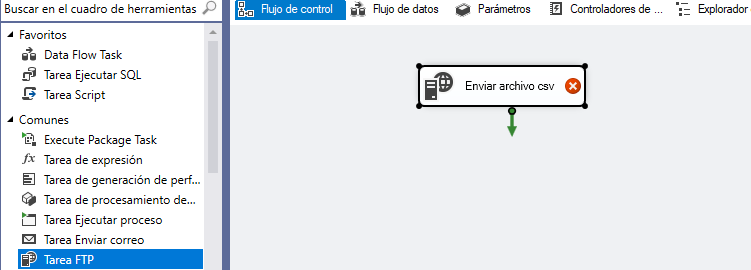 Buscar en el cuadro de herramientas
Favoritos
Data Flow Task
Tarea Ejecutar SQL
Tarea Script
Comunes
Execute Package Task
Tarea de expresión
Tarea de generación de perf...
Tarea de procesamiento de...
Tarea Ejecutar proceso
Tarea Enviar correo
Tarea FTP
Flujo de control
Flujo de datos
Parámetros
Controladores de ...
Explorador
Enviar archivo csv